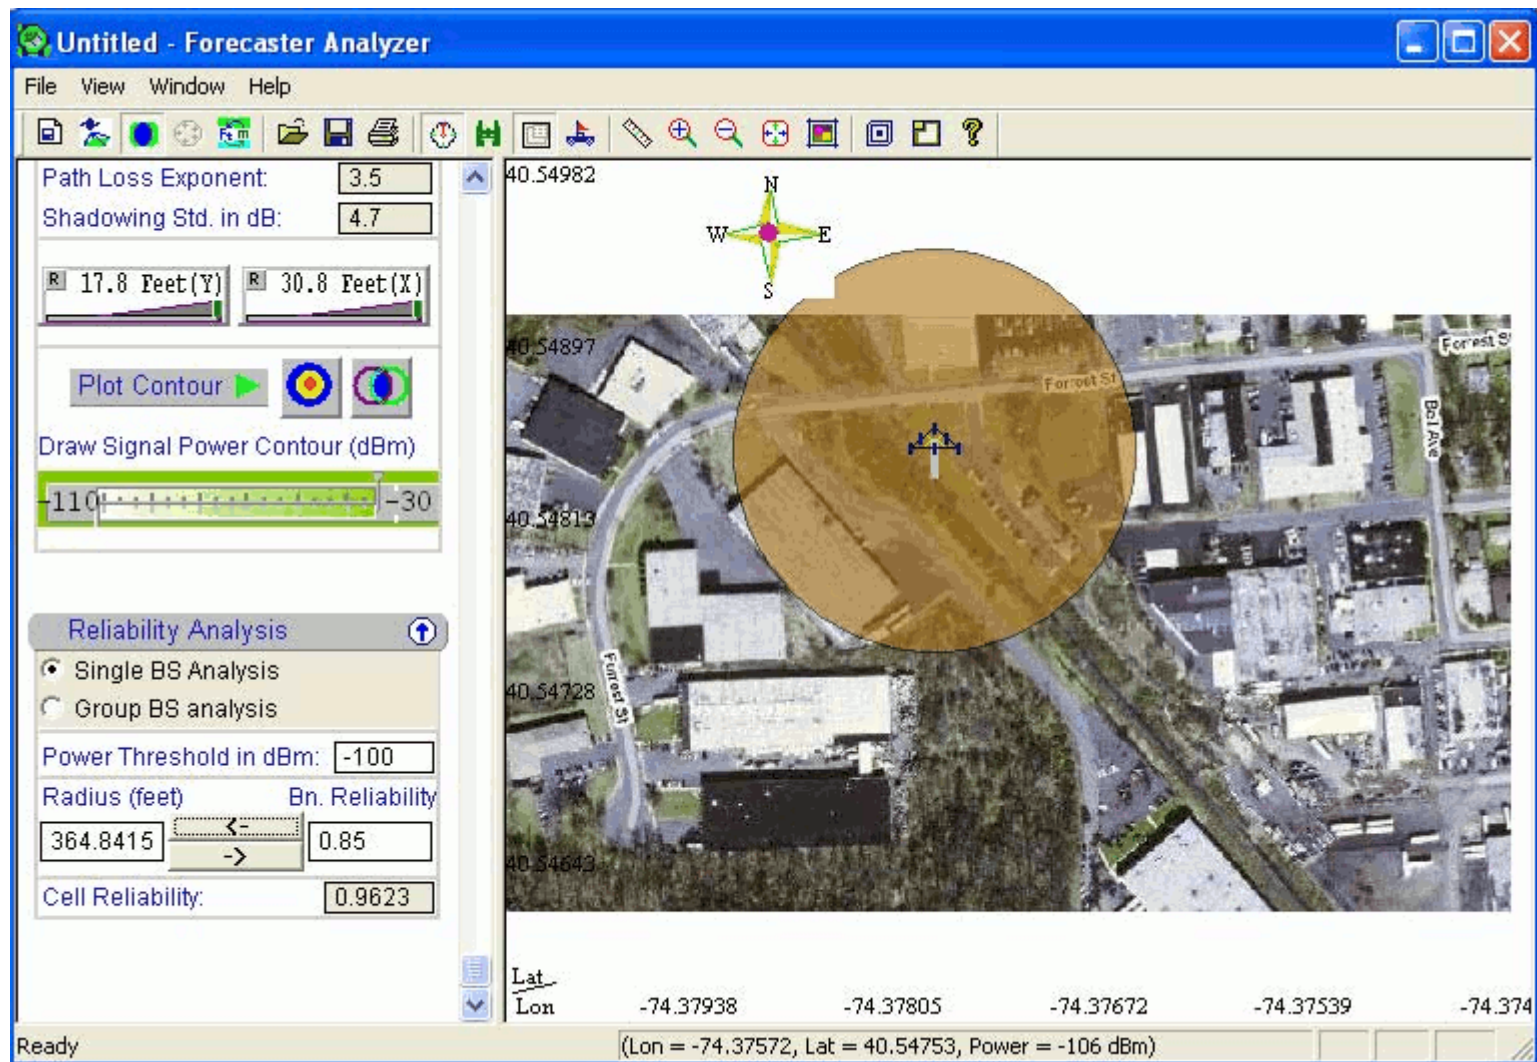 Untitled - Forecaster Analyzer
File View Window Help
Path Loss Exponent: 3.5
Shadowing Std. in dB: 4.7
R 17.8 Feet(Y) R 30.8 Feet(X)
Plot Contour
Draw Signal Power Contour (dBm)
-110 -30
Reliability Analysis
Single BS Analysis
Group BS analysis
Power Threshold in dBm: -100
Radius (feet) Bn. Reliability
364.8415 <- -> 0.85
Cell Reliability: 0.9623
40.54982
N
W E
S
40.54897
Forrest S
Forrest St
Bell Ave
40.54813
Forrest St
40.54728
40.54643
Lat
Lon -74.37938 -74.37805 -74.37672 -74.37539 -74.374
Ready (Lon = -74.37572, Lat = 40.54753, Power = -106 dBm)